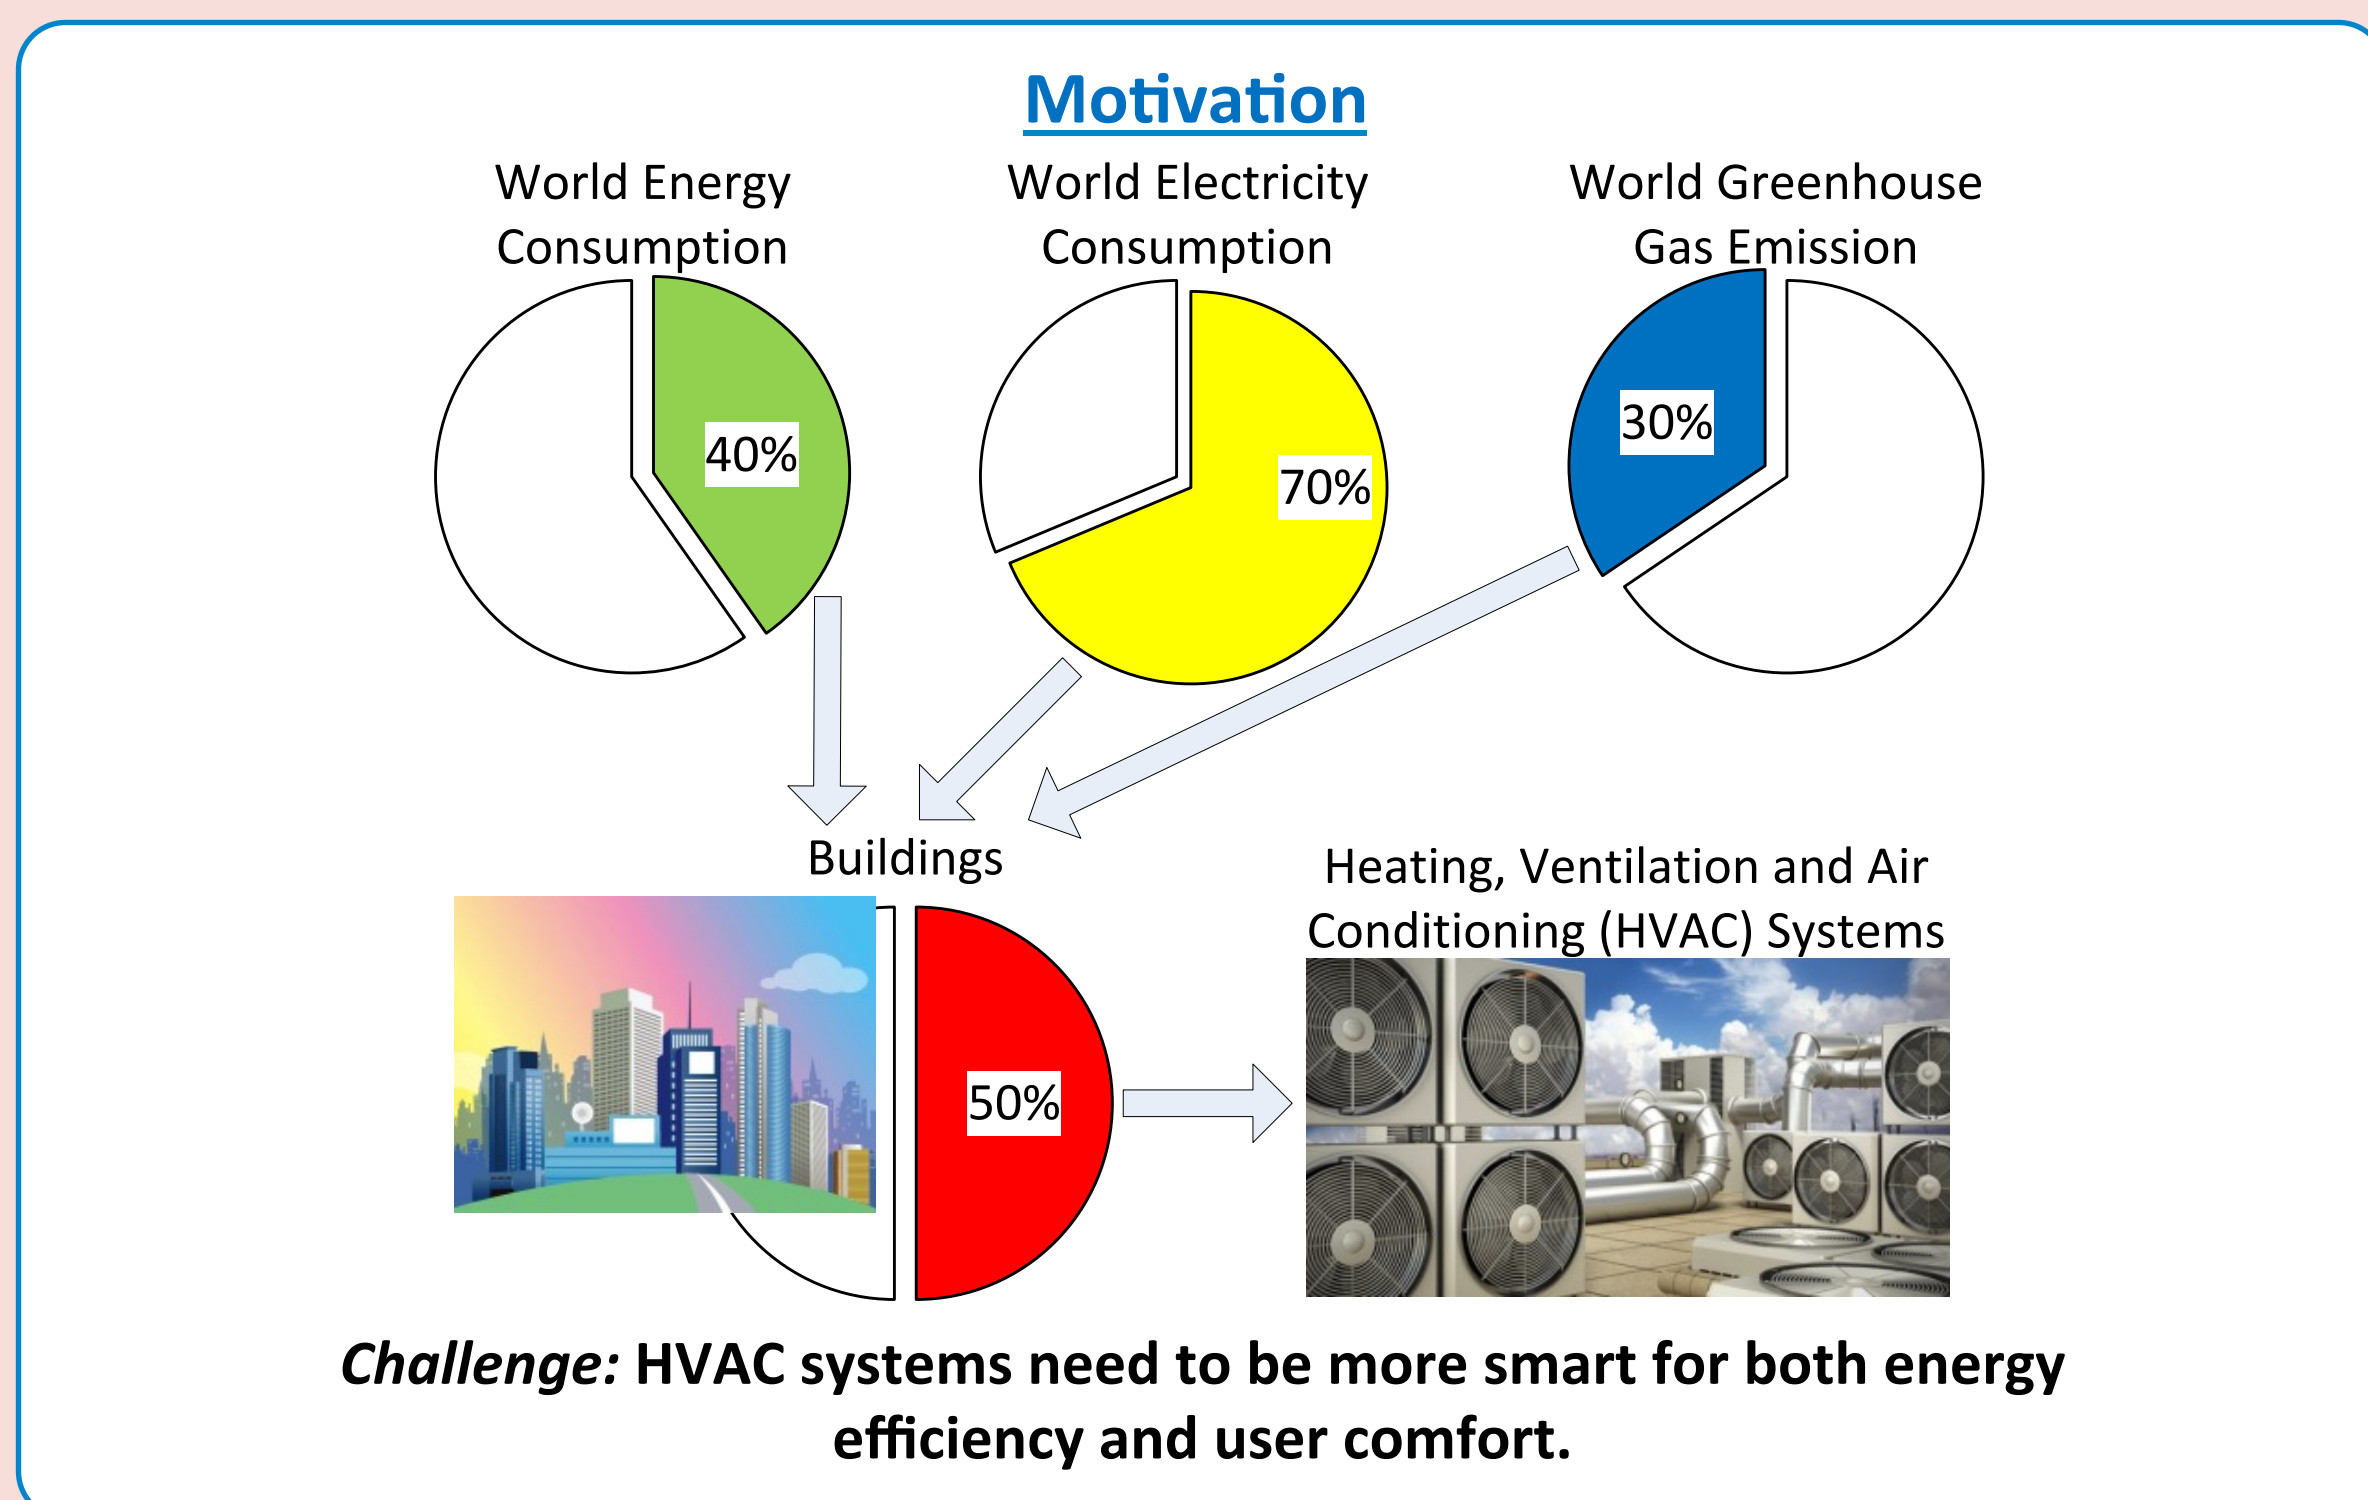 Motivation
World Energy
Consumption
World Electricity
Consumption
World Greenhouse
Gas Emission
40%
70%
30%
Buildings
50%
Heating, Ventilation and Air
Conditioning (HVAC) Systems
Challenge: HVAC systems need to be more smart for both energy
efficiency and user comfort.